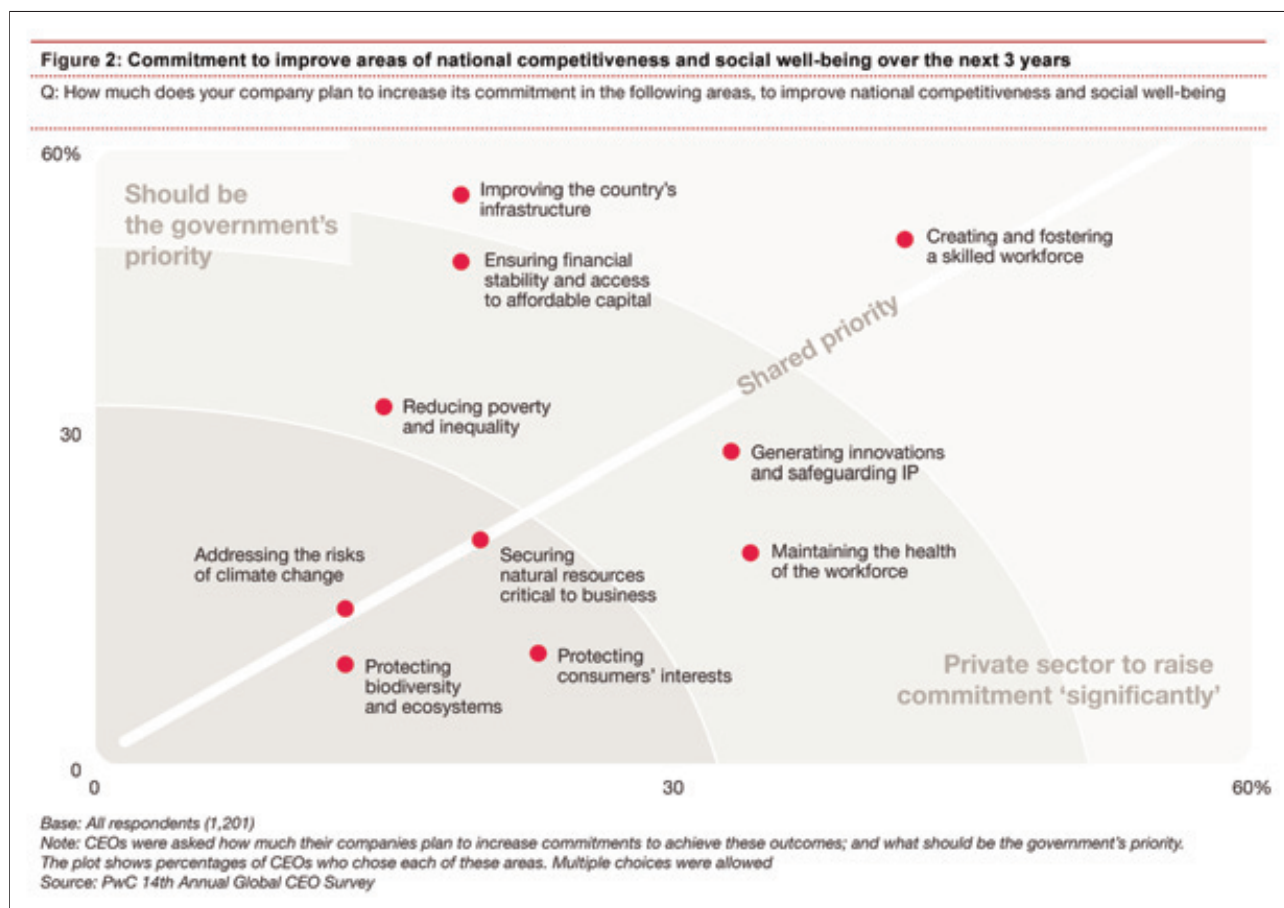 Figure 2: Commitment to improve areas of national competitiveness and social well-being over the next 3 years
Q: How much does your company plan to increase its commitment in the following areas, to improve national competitiveness and social well-being
60%
Should be
the government's
priority
Improving the country's
infrastructure
Ensuring financial
stability and access
to affordable capital
Creating and fostering
a skilled workforce
Shared priority
Reducing poverty
and inequality
30
Generating innovations
and safeguarding IP
Maintaining the health
of the workforce
Addressing the risks
of climate change
Securing
natural resources
critical to business
Protecting
biodiversity
and ecosystems
Protecting
consumers' interests
Private sector to raise
commitment 'significantly'
0
0
30
60%
Base: All respondents (1,201)
Note: CEOs were asked how much their companies plan to increase commitments to achieve these outcomes; and what should be the government's priority.
The plot shows percentages of CEOs who chose each of these areas. Multiple choices were allowed
Source: PwC 14th Annual Global CEO Survey